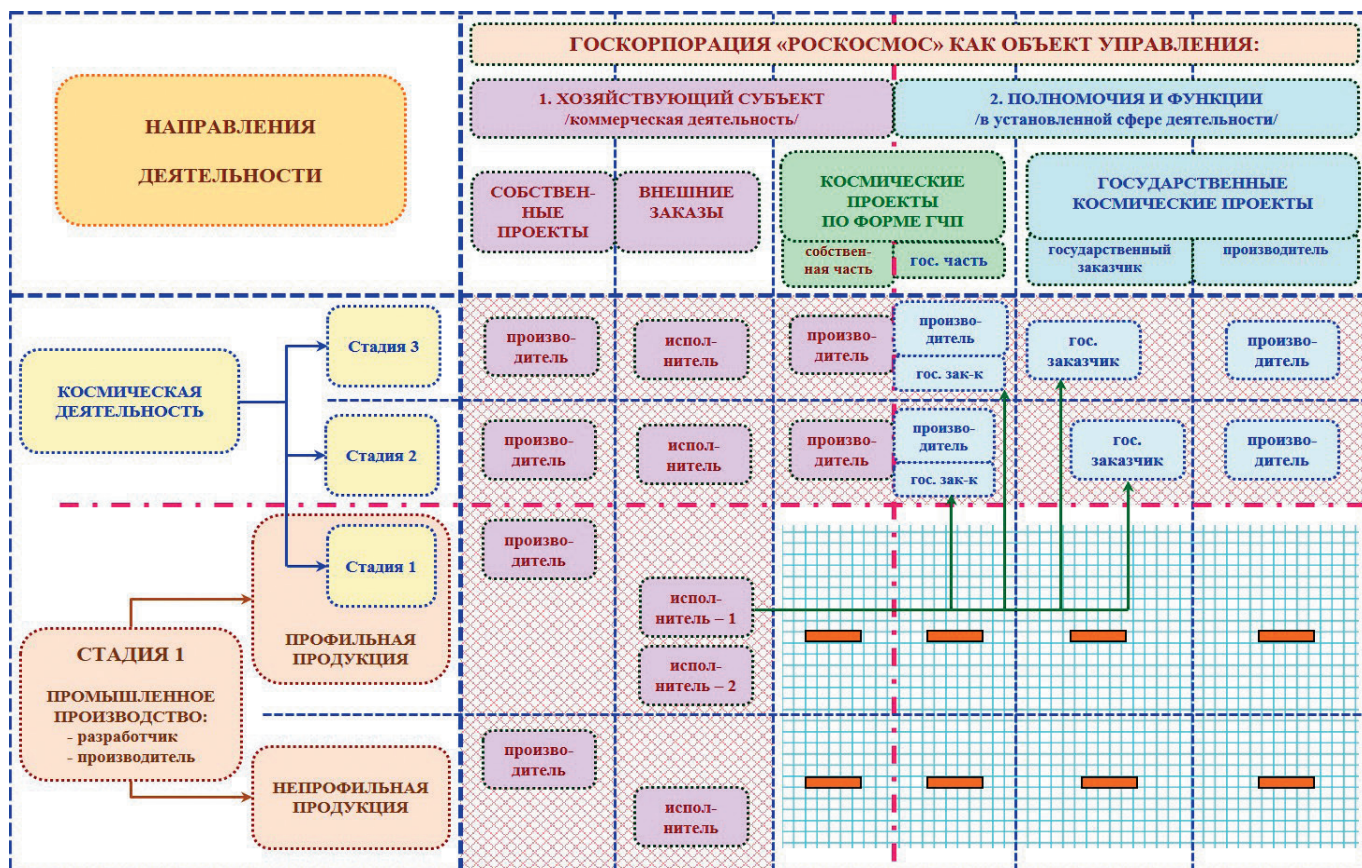 ГОСКОРПОРАЦИЯ «РОСКОСМОС» КАК ОБЪЕКТ УПРАВЛЕНИЯ:
НАПРАВЛЕНИЯ
ДЕЯТЕЛЬНОСТИ
1. ХОЗЯЙСТВУЮЩИЙ СУБЪЕКТ
/коммерческая деятельность/
2. ПОЛНОМОЧИЯ И ФУНКЦИИ
/в установленной сфере деятельности/
СОБСТВЕН-
НЫЕ
ПРОЕКТЫ
ВНЕШНИЕ
ЗАКАЗЫ
КОСМИЧЕСКИЕ
ПРОЕКТЫ
ПО ФОРМЕ ГЧП
собствен-
ная часть
гос. часть
ГОСУДАРСТВЕННЫЕ
КОСМИЧЕСКИЕ ПРОЕКТЫ
государственный
заказчик
производитель
КОСМИЧЕСКАЯ
ДЕЯТЕЛЬНОСТЬ
Стадия 3
произво-
дитель
испол-
нитель
произво-
дитель
произво-
дитель
гос. зак-к
гос.
заказчик
произво-
дитель
Стадия 2
произво-
дитель
испол-
нитель
произво-
дитель
произво-
дитель
гос. зак-к
гос.
заказчик
произво-
дитель
Стадия 1
ПРОФИЛЬНАЯ
ПРОДУКЦИЯ
произво-
дитель
испол-
нитель – 1
испол-
нитель – 2
СТАДИЯ 1
ПРОМЫШЛЕННОЕ
ПРОИЗВОДСТВО:
- разработчик
- производитель
НЕПРОФИЛЬНАЯ
ПРОДУКЦИЯ
произво-
дитель
испол-
нитель